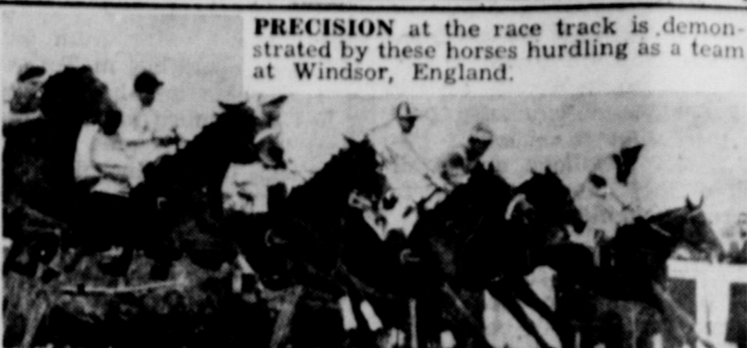 PRECISION at the race track is demon-
strated by these horses hurdling as a team
at Windsor, England.